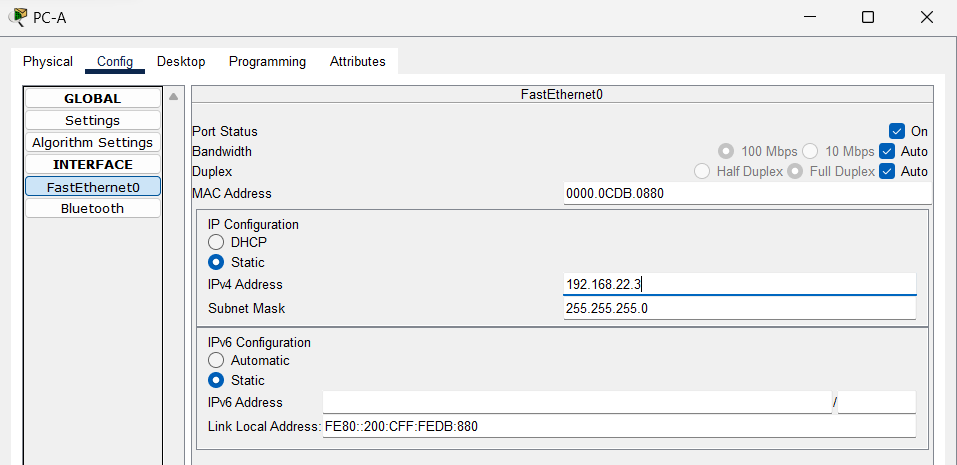 PC-A
Physical Config Desktop Programming Attributes
GLOBAL
Settings
Algorithm Settings
INTERFACE
FastEthernet0
Bluetooth
FastEthernet0
Port Status On
Bandwidth 100 Mbps 10 Mbps Auto
Duplex Half Duplex Full Duplex Auto
MAC Address 0000.0CDB.0880
IP Configuration
DHCP
Static
IPv4 Address 192.168.22.3
Subnet Mask 255.255.255.0
IPv6 Configuration
Automatic
Static
IPv6 Address /
Link Local Address: FE80::200:CFF:FEDB:880